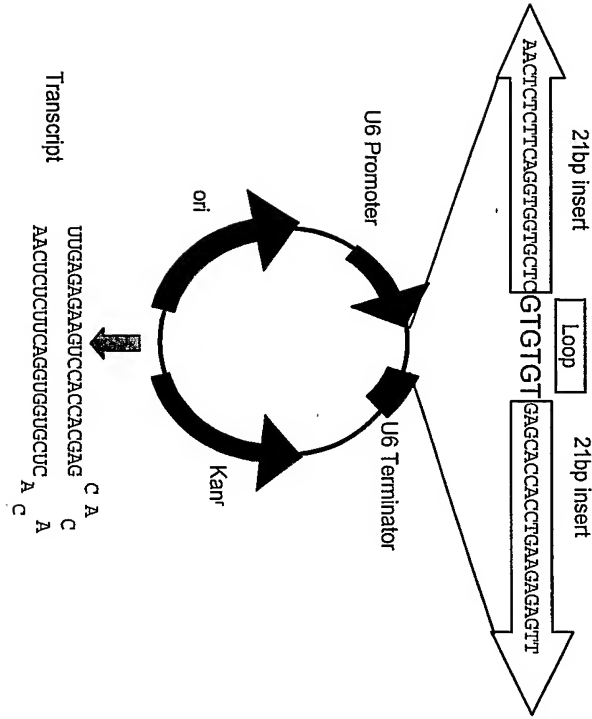 21bp insert
Loop
21bp insert
AACTCTCTTCAGGTGGTGCTC
GTGTGT
GAGCACCACCTGAAGAGAGTT
U6 Promoter
U6 Terminator
ori
Kanʳ
Transcript
UUGAGAGAAGUCCACCACGAG
C A
C
A
AACUCUCUUCAGGUGGUGCUC
A C